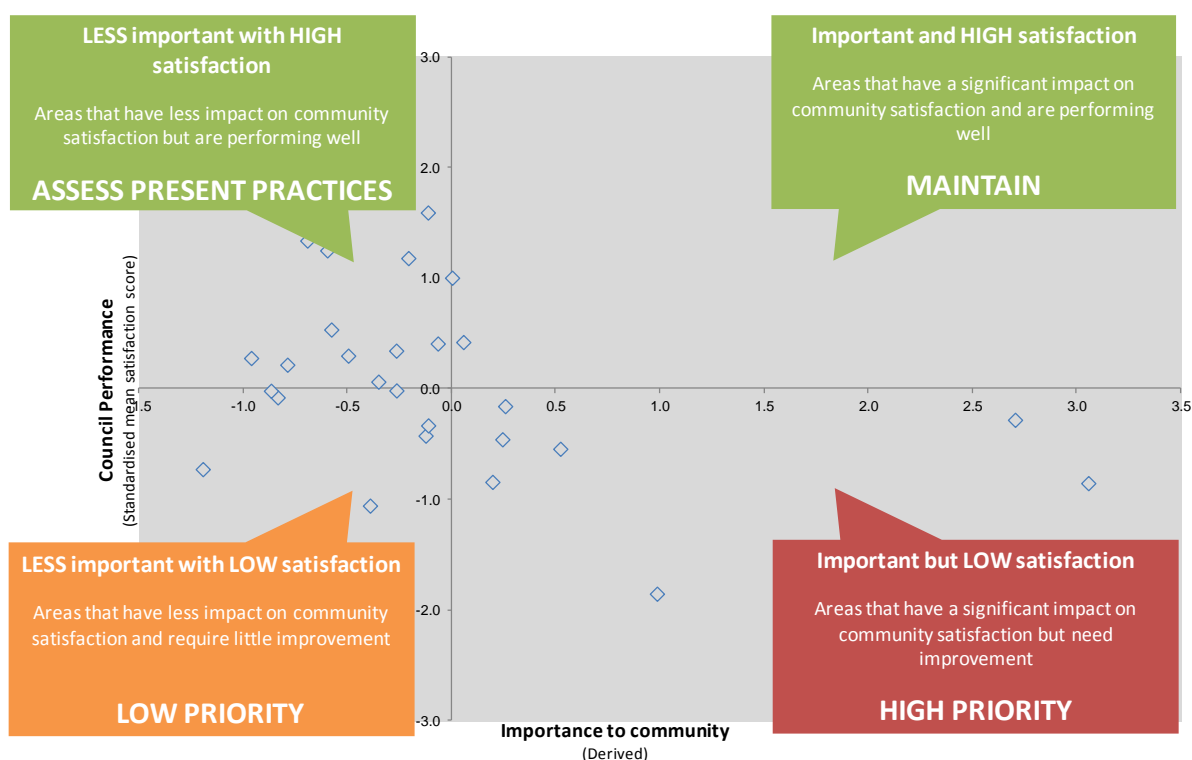 LESS important with HIGH
satisfaction
Areas that have less impact on community
satisfaction but are performing well
ASSESS PRESENT PRACTICES
Important and HIGH satisfaction
Areas that have a significant impact on
community satisfaction and are performing
well
MAINTAIN
3.0
2.0
1.0
0.0
-1.0
-2.0
-3.0
Council Performance
(Standardised mean satisfaction score)
1.5
-1.0
-0.5
0.0
0.5
1.0
1.5
2.0
2.5
3.0
3.5
LESS important with LOW satisfaction
Areas that have less impact on community
satisfaction and require little improvement
LOW PRIORITY
Important but LOW satisfaction
Areas that have a significant impact on
community satisfaction but need
improvement
HIGH PRIORITY
Importance to community
(Derived)